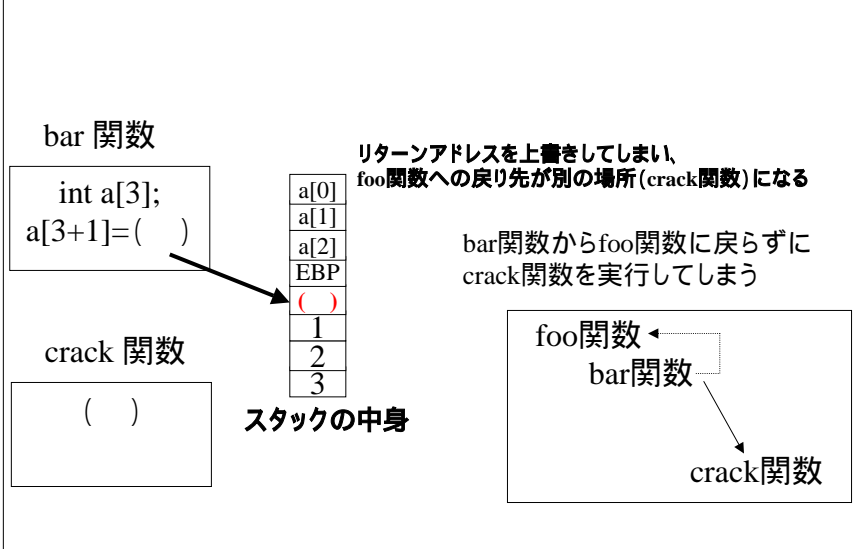 bar 関数
int a[3];
a[3+1]=(　)
crack 関数
(　)
a[0]
a[1]
a[2]
EBP
(　)
1
2
3
スタックの中身
リターンアドレスを上書きしてしまい、
foo関数への戻り先が別の場所(crack関数)になる
bar関数からfoo関数に戻らずに
crack関数を実行してしまう
foo関数
bar関数
crack関数